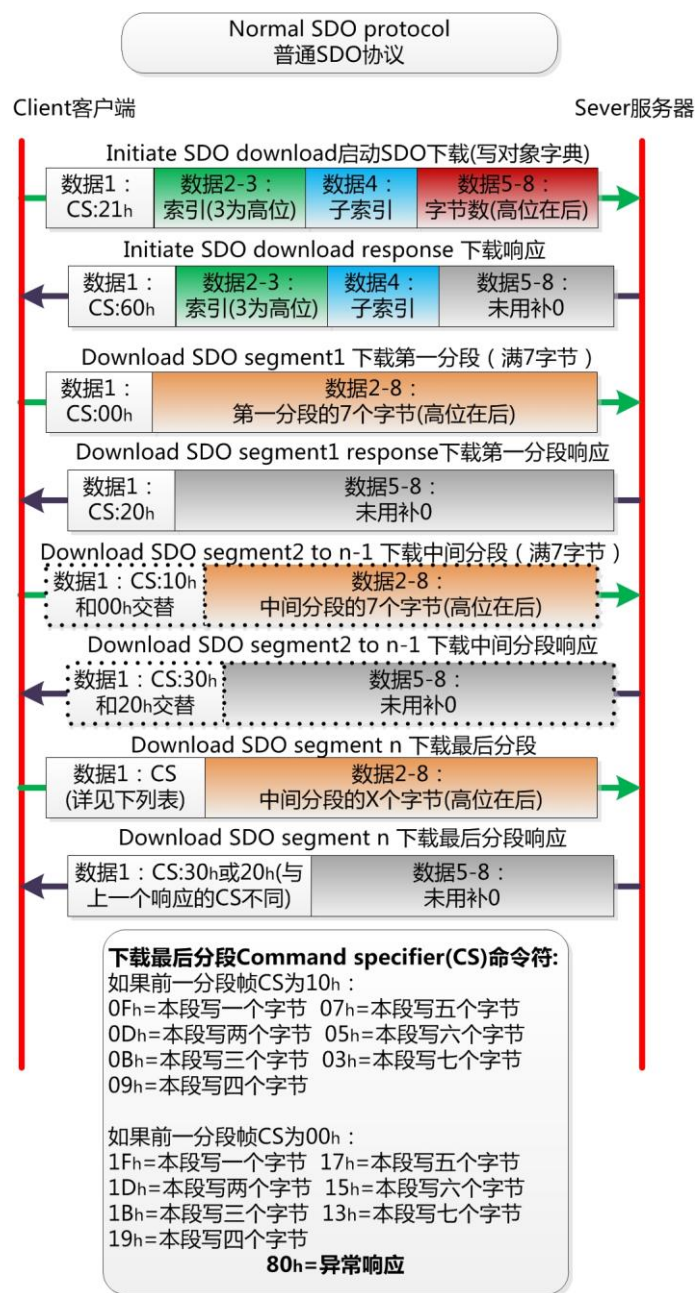 Normal SDO protocol
普通SDO协议
Client客户端
Sever服务器
Initiate SDO download启动SDO下载(写对象字典)
数据1：
CS:21h
数据2-3：
索引(3为高位)
数据4：
子索引
数据5-8：
字节数(高位在后)
Initiate SDO download response 下载响应
数据1：
CS:60h
数据2-3：
索引(3为高位)
数据4：
子索引
数据5-8：
未用补0
Download SDO segment1 下载第一分段（满7字节）
数据1：
CS:00h
数据2-8：
第一分段的7个字节(高位在后)
Download SDO segment1 response下载第一分段响应
数据1：
CS:20h
数据5-8：
未用补0
Download SDO segment2 to n-1 下载中间分段（满7字节）
数据1：CS:10h
和00h交替
数据2-8：
中间分段的7个字节(高位在后)
Download SDO segment2 to n-1 下载中间分段响应
数据1：CS:30h
和20h交替
数据5-8：
未用补0
Download SDO segment n 下载最后分段
数据1：CS
(详见下列表)
数据2-8：
中间分段的X个字节(高位在后)
Download SDO segment n 下载最后分段响应
数据1：CS:30h或20h(与
上一个响应的CS不同)
数据5-8：
未用补0
下载最后分段Command specifier(CS)命令符:
如果前一分段帧CS为10h：
0Fh=本段写一个字节 07h=本段写五个字节
0Dh=本段写两个字节 05h=本段写六个字节
0Bh=本段写三个字节 03h=本段写七个字节
09h=本段写四个字节
如果前一分段帧CS为00h：
1Fh=本段写一个字节 17h=本段写五个字节
1Dh=本段写两个字节 15h=本段写六个字节
1Bh=本段写三个字节 13h=本段写七个字节
19h=本段写四个字节
80h=异常响应